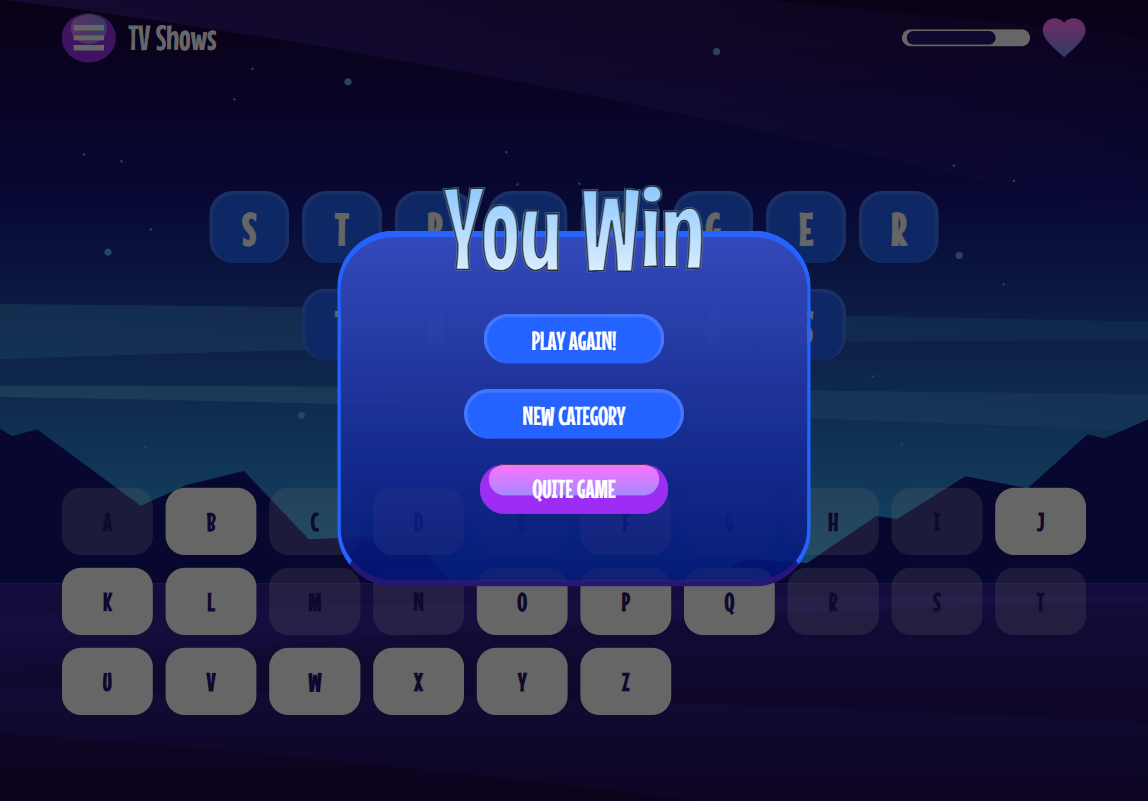 TV Shows
S T R G E R
You Win
T H G S
PLAY AGAIN!
NEW CATEGORY
QUITE GAME
A B C D E F G H I J
K L M N O P Q R S T
U V W X Y Z